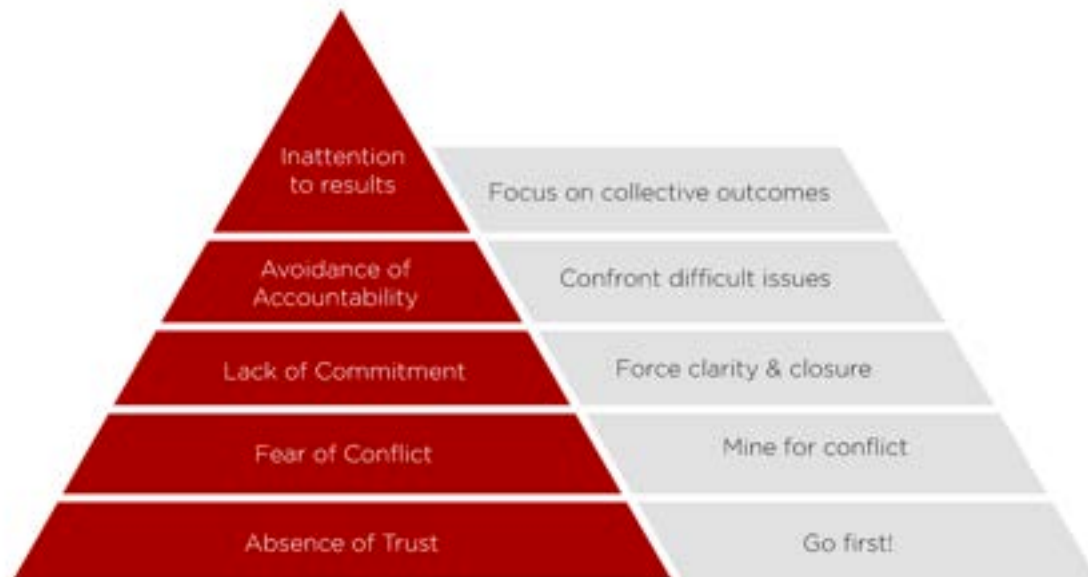 Inattention
to results
Focus on collective outcomes
Avoidance of
Accountability
Confront difficult issues
Lack of Commitment
Force clarity & closure
Fear of Conflict
Mine for conflict
Absence of Trust
Go first!